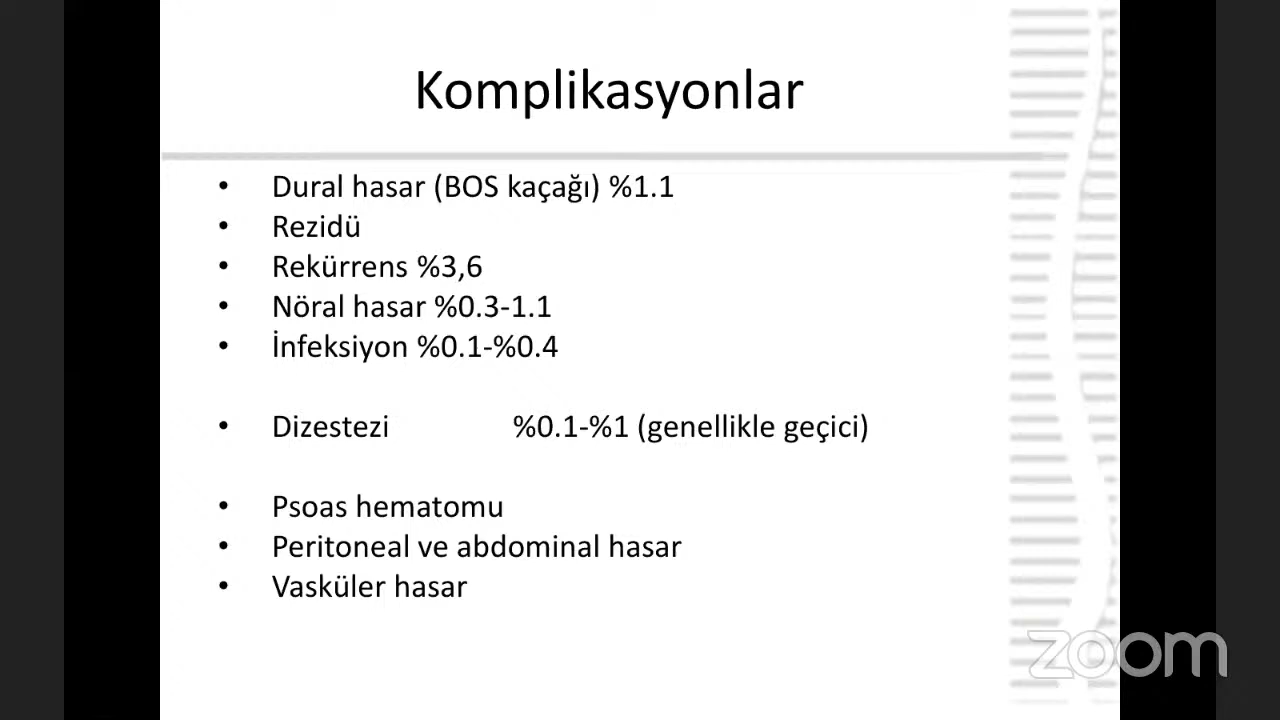 Komplikasyonlar
• Dural hasar (BOS kaçağı) %1.1
• Rezidü
• Rekürrens %3,6
• Nöral hasar %0.3-1.1
• İnfeksiyon %0.1-%0.4
• Dizestezi %0.1-%1 (genellikle geçici)
• Psoas hematomu
• Peritoneal ve abdominal hasar
• Vasküler hasar
zoom